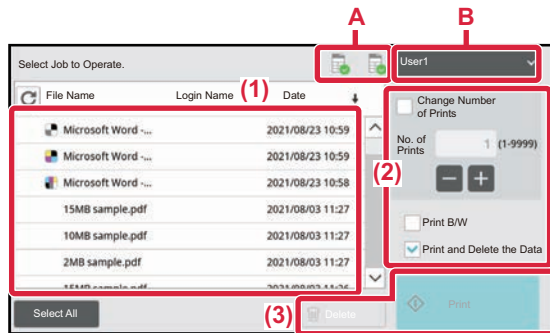 A B
Select Job to Operate. User1
File Name Login Name (1) Date
Microsoft Word -... 2021/08/23 10:59
Microsoft Word -... 2021/08/23 10:59
Microsoft Word -... 2021/08/23 10:58
15MB sample.pdf 2021/08/03 11:27
10MB sample.pdf 2021/08/03 11:27
2MB sample.pdf 2021/08/03 11:27
Change Number
of Prints
No. of
Prints
1 (1-9999)
(2)
Print B/W
Print and Delete the Data
Select All (3) Delete Print